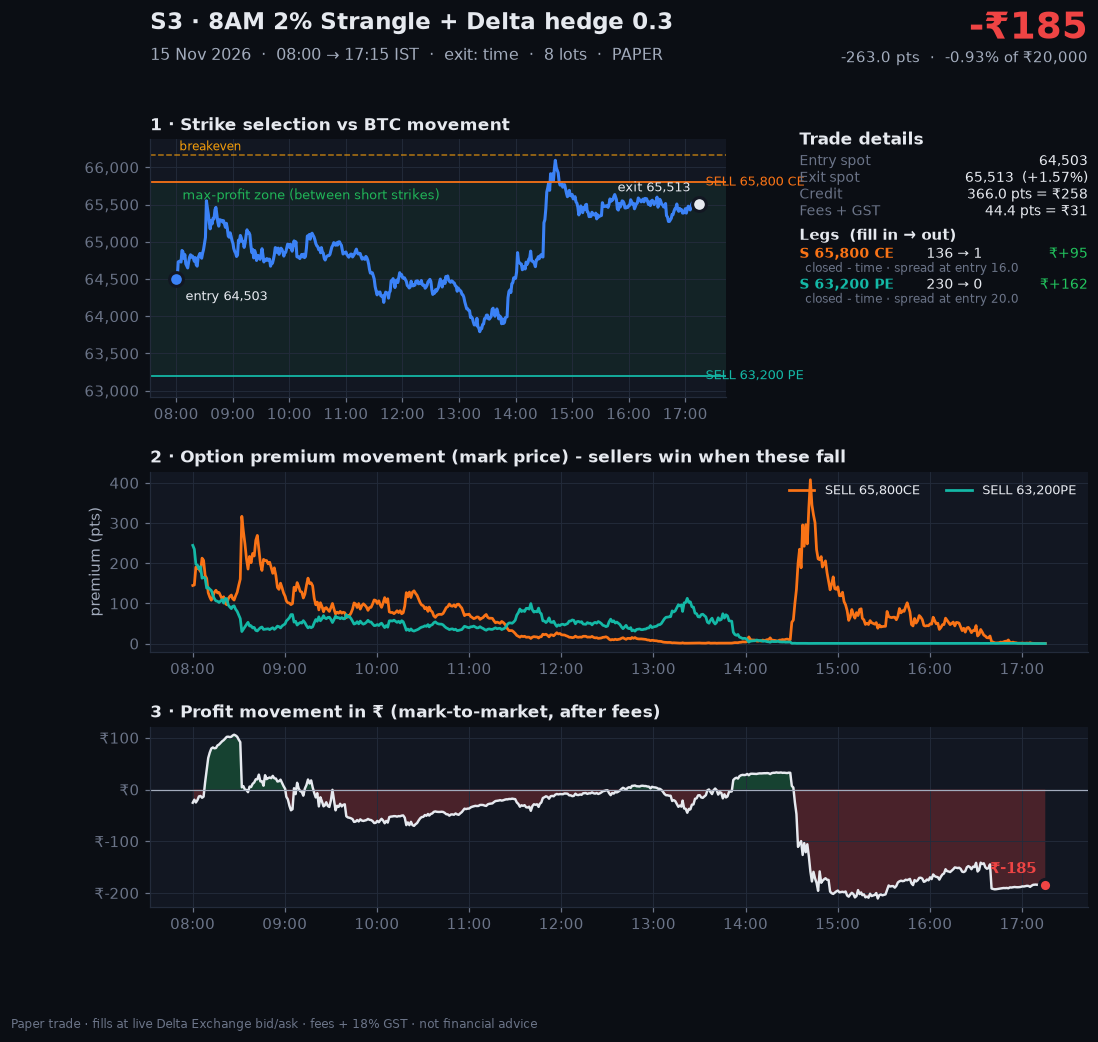 S3 · 8AM 2% Strangle + Delta hedge 0.3
-₹185
15 Nov 2026 · 08:00 → 17:15 IST · exit: time · 8 lots · PAPER
-263.0 pts · -0.93% of ₹20,000
1 · Strike selection vs BTC movement
breakeven
66,000
SELL 65,800 CE
exit 65,513
max-profit zone (between short strikes)
65,500
65,000
64,500
entry 64,503
64,000
63,500
SELL 63,200 PE
63,000
08:00 09:00 10:00 11:00 12:00 13:00 14:00 15:00 16:00 17:00
Trade details
Entry spot 64,503
Exit spot 65,513 (+1.57%)
Credit 366.0 pts = ₹258
Fees + GST 44.4 pts = ₹31
Legs (fill in → out)
S 65,800 CE 136 → 1 ₹+95
closed - time · spread at entry 16.0
S 63,200 PE 230 → 0 ₹+162
closed - time · spread at entry 20.0
2 · Option premium movement (mark price) - sellers win when these fall
premium (pts)
400
SELL 65,800CE SELL 63,200PE
300
200
100
0
08:00 09:00 10:00 11:00 12:00 13:00 14:00 15:00 16:00 17:00
3 · Profit movement in ₹ (mark-to-market, after fees)
₹100
₹0
₹-100
₹-185
₹-200
08:00 09:00 10:00 11:00 12:00 13:00 14:00 15:00 16:00 17:00
Paper trade · fills at live Delta Exchange bid/ask · fees + 18% GST · not financial advice